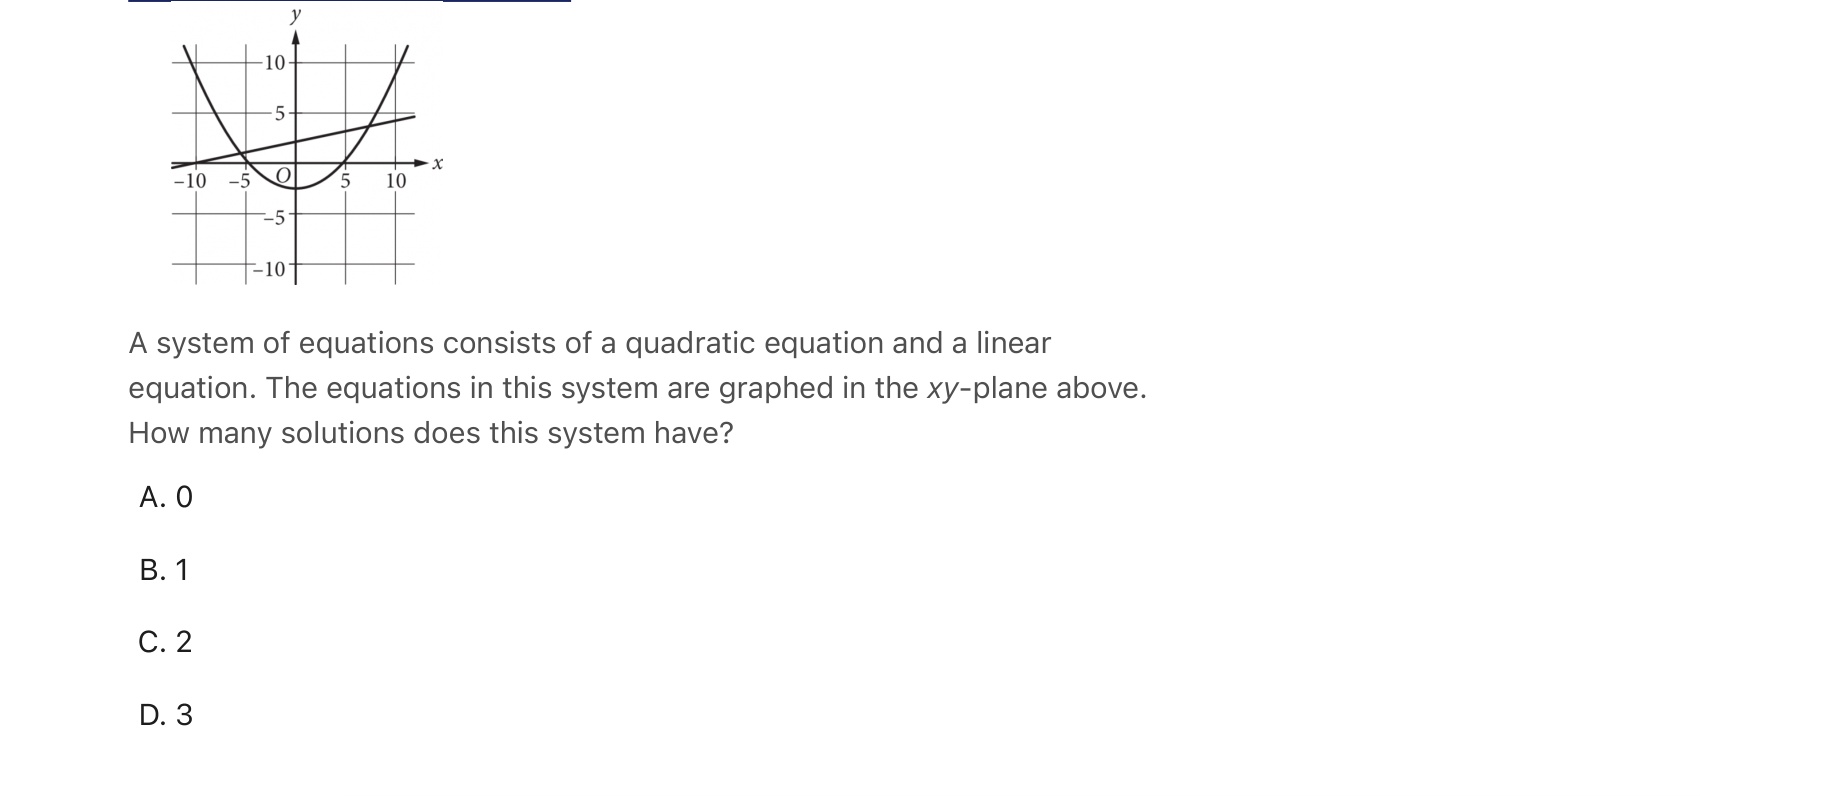 y
10
5
x
−10 −5 O 5 10
−5
−10
A system of equations consists of a quadratic equation and a linear
equation. The equations in this system are graphed in the xy-plane above.
How many solutions does this system have?
A. 0
B. 1
C. 2
D. 3